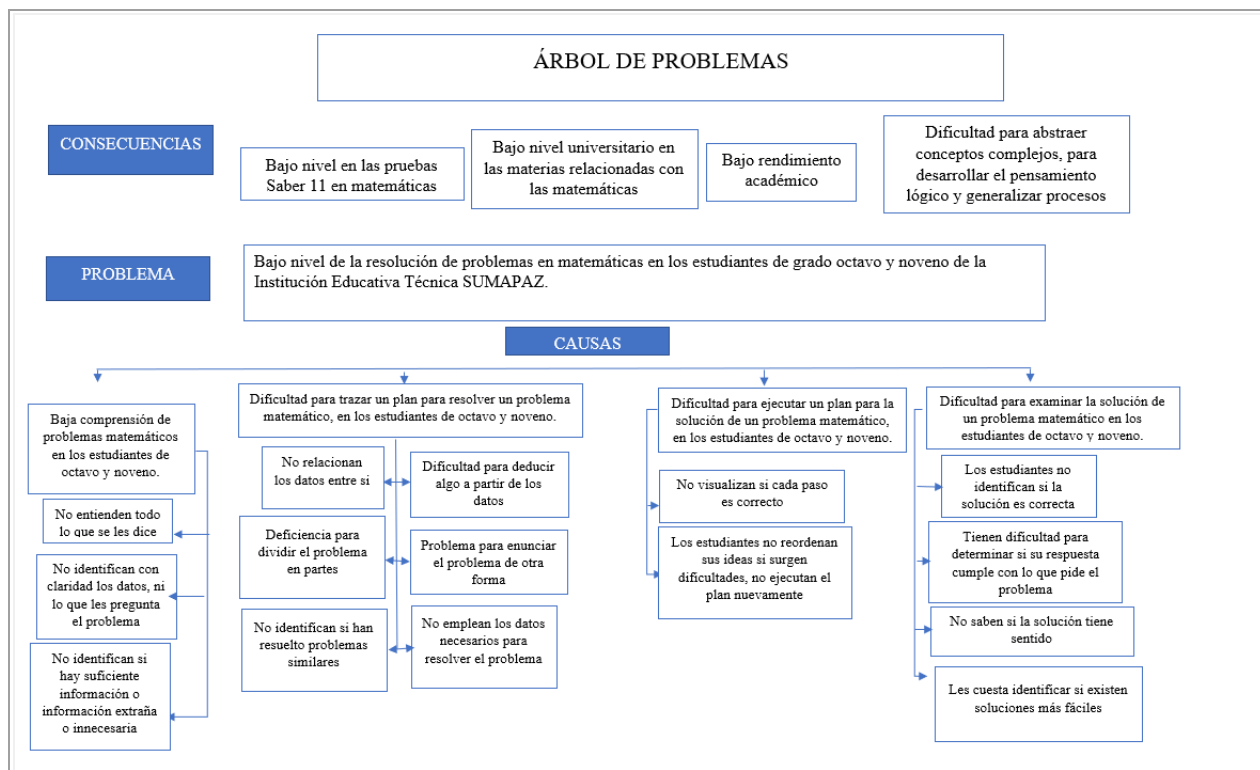 ÁRBOL DE PROBLEMAS
CONSECUENCIAS
Bajo nivel en las pruebas
Saber 11 en matemáticas
Bajo nivel universitario en
las materias relacionadas con
las matemáticas
Bajo rendimiento
académico
Dificultad para abstraer
conceptos complejos, para
desarrollar el pensamiento
lógico y generalizar procesos
PROBLEMA
Bajo nivel de la resolución de problemas en matemáticas en los estudiantes de grado octavo y noveno de la
Institución Educativa Técnica SUMAPAZ.
CAUSAS
Baja comprensión de
problemas matemáticos
en los estudiantes de
octavo y noveno.
No entienden todo
lo que se les dice
No identifican con
claridad los datos, ni
lo que les pregunta
el problema
No identifican si
hay suficiente
información o
información extraña
o innecesaria
Dificultad para trazar un plan para resolver un problema
matemático, en los estudiantes de octavo y noveno.
No relacionan
los datos entre si
Dificultad para deducir
algo a partir de los
datos
Deficiencia para
dividir el problema
en partes
Problema para enunciar
el problema de otra
forma
No identifican si han
resuelto problemas
similares
No emplean los datos
necesarios para
resolver el problema
Dificultad para ejecutar un plan para la
solución de un problema matemático,
en los estudiantes de octavo y noveno.
No visualizan si cada paso
es correcto
Los estudiantes no reordenan
sus ideas si surgen
dificultades, no ejecutan el
plan nuevamente
Dificultad para examinar la solución de
un problema matemático en los
estudiantes de octavo y noveno.
Los estudiantes no
identifican si la
solución es correcta
Tienen dificultad para
determinar si su respuesta
cumple con lo que pide el
problema
No saben si la solución tiene
sentido
Les cuesta identificar si existen
soluciones más fáciles